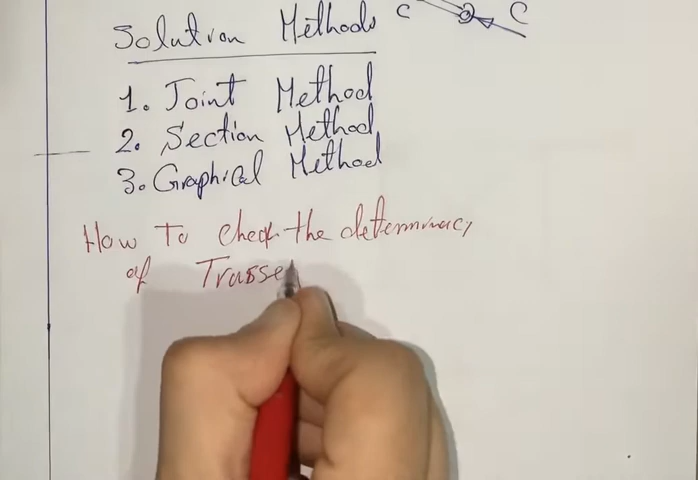 C C
Solution Methods
1. Joint Method
2. Section Method
3. Graphical Method
How To check the determinacy
of Trusse